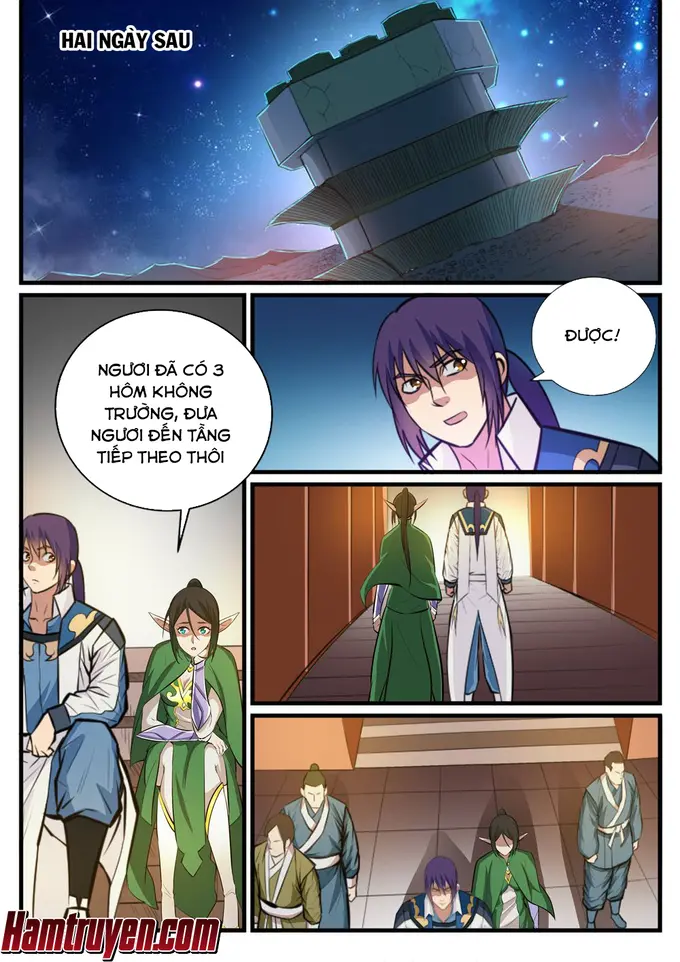 HAI NGÀY SAU
NGƯƠI ĐÃ CÓ 3
HÔM KHÔNG
TRƯỜNG, ĐƯA
NGƯƠI ĐẾN TẦNG
TIẾP THEO THÔI
ĐƯỢC!
Hamtruyen.com